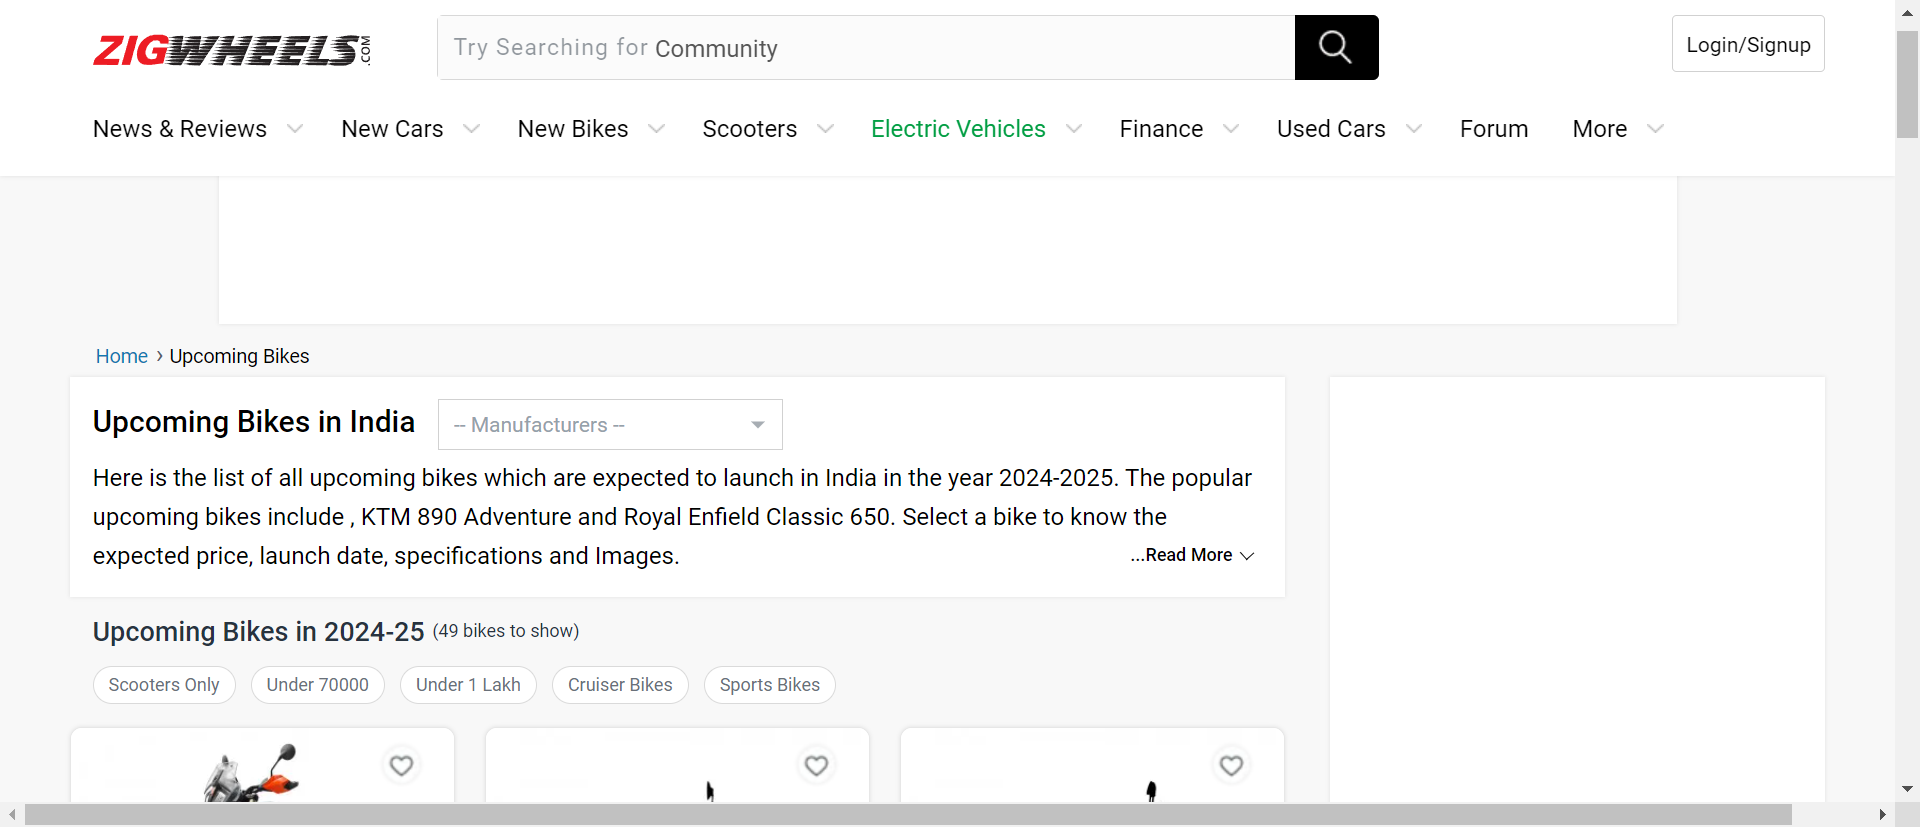 ZIGWHEELS.COM
Try Searching for Community
Login/Signup
News & Reviews New Cars New Bikes Scooters Electric Vehicles Finance Used Cars Forum More
Home › Upcoming Bikes
Upcoming Bikes in India
-- Manufacturers --
Here is the list of all upcoming bikes which are expected to launch in India in the year 2024-2025. The popular
upcoming bikes include , KTM 890 Adventure and Royal Enfield Classic 650. Select a bike to know the
expected price, launch date, specifications and Images.
...Read More
Upcoming Bikes in 2024-25 (49 bikes to show)
Scooters Only Under 70000 Under 1 Lakh Cruiser Bikes Sports Bikes